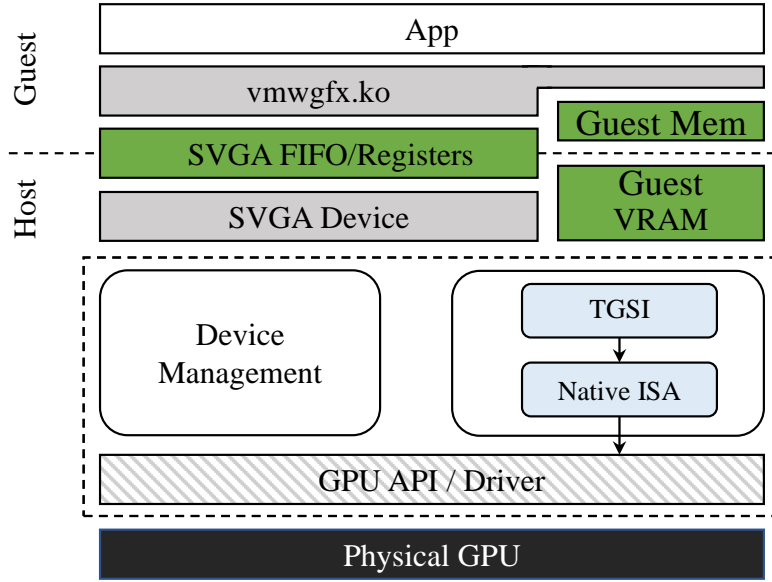 Guest
App
vmwgfx.ko
Guest Mem
SVGA FIFO/Registers
Host
Guest
VRAM
SVGA Device
Device
Management
TGSI
Native ISA
GPU API / Driver
Physical GPU